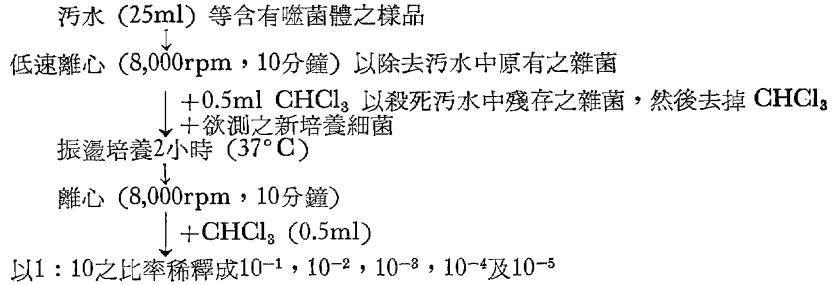 污水 (25ml) 等含有噬菌體之樣品
低速離心 (8,000rpm，10分鐘) 以除去污水中原有之雜菌
+0.5ml CHCl₃ 以殺死污水中殘存之雜菌，然後去掉 CHCl₃
+欲測之新培養細菌
振盪培養2小時 (37°C)
離心 (8,000rpm，10分鐘)
+CHCl₃ (0.5ml)
以1：10之比率稀釋成10⁻¹，10⁻²，10⁻³，10⁻⁴及10⁻⁵